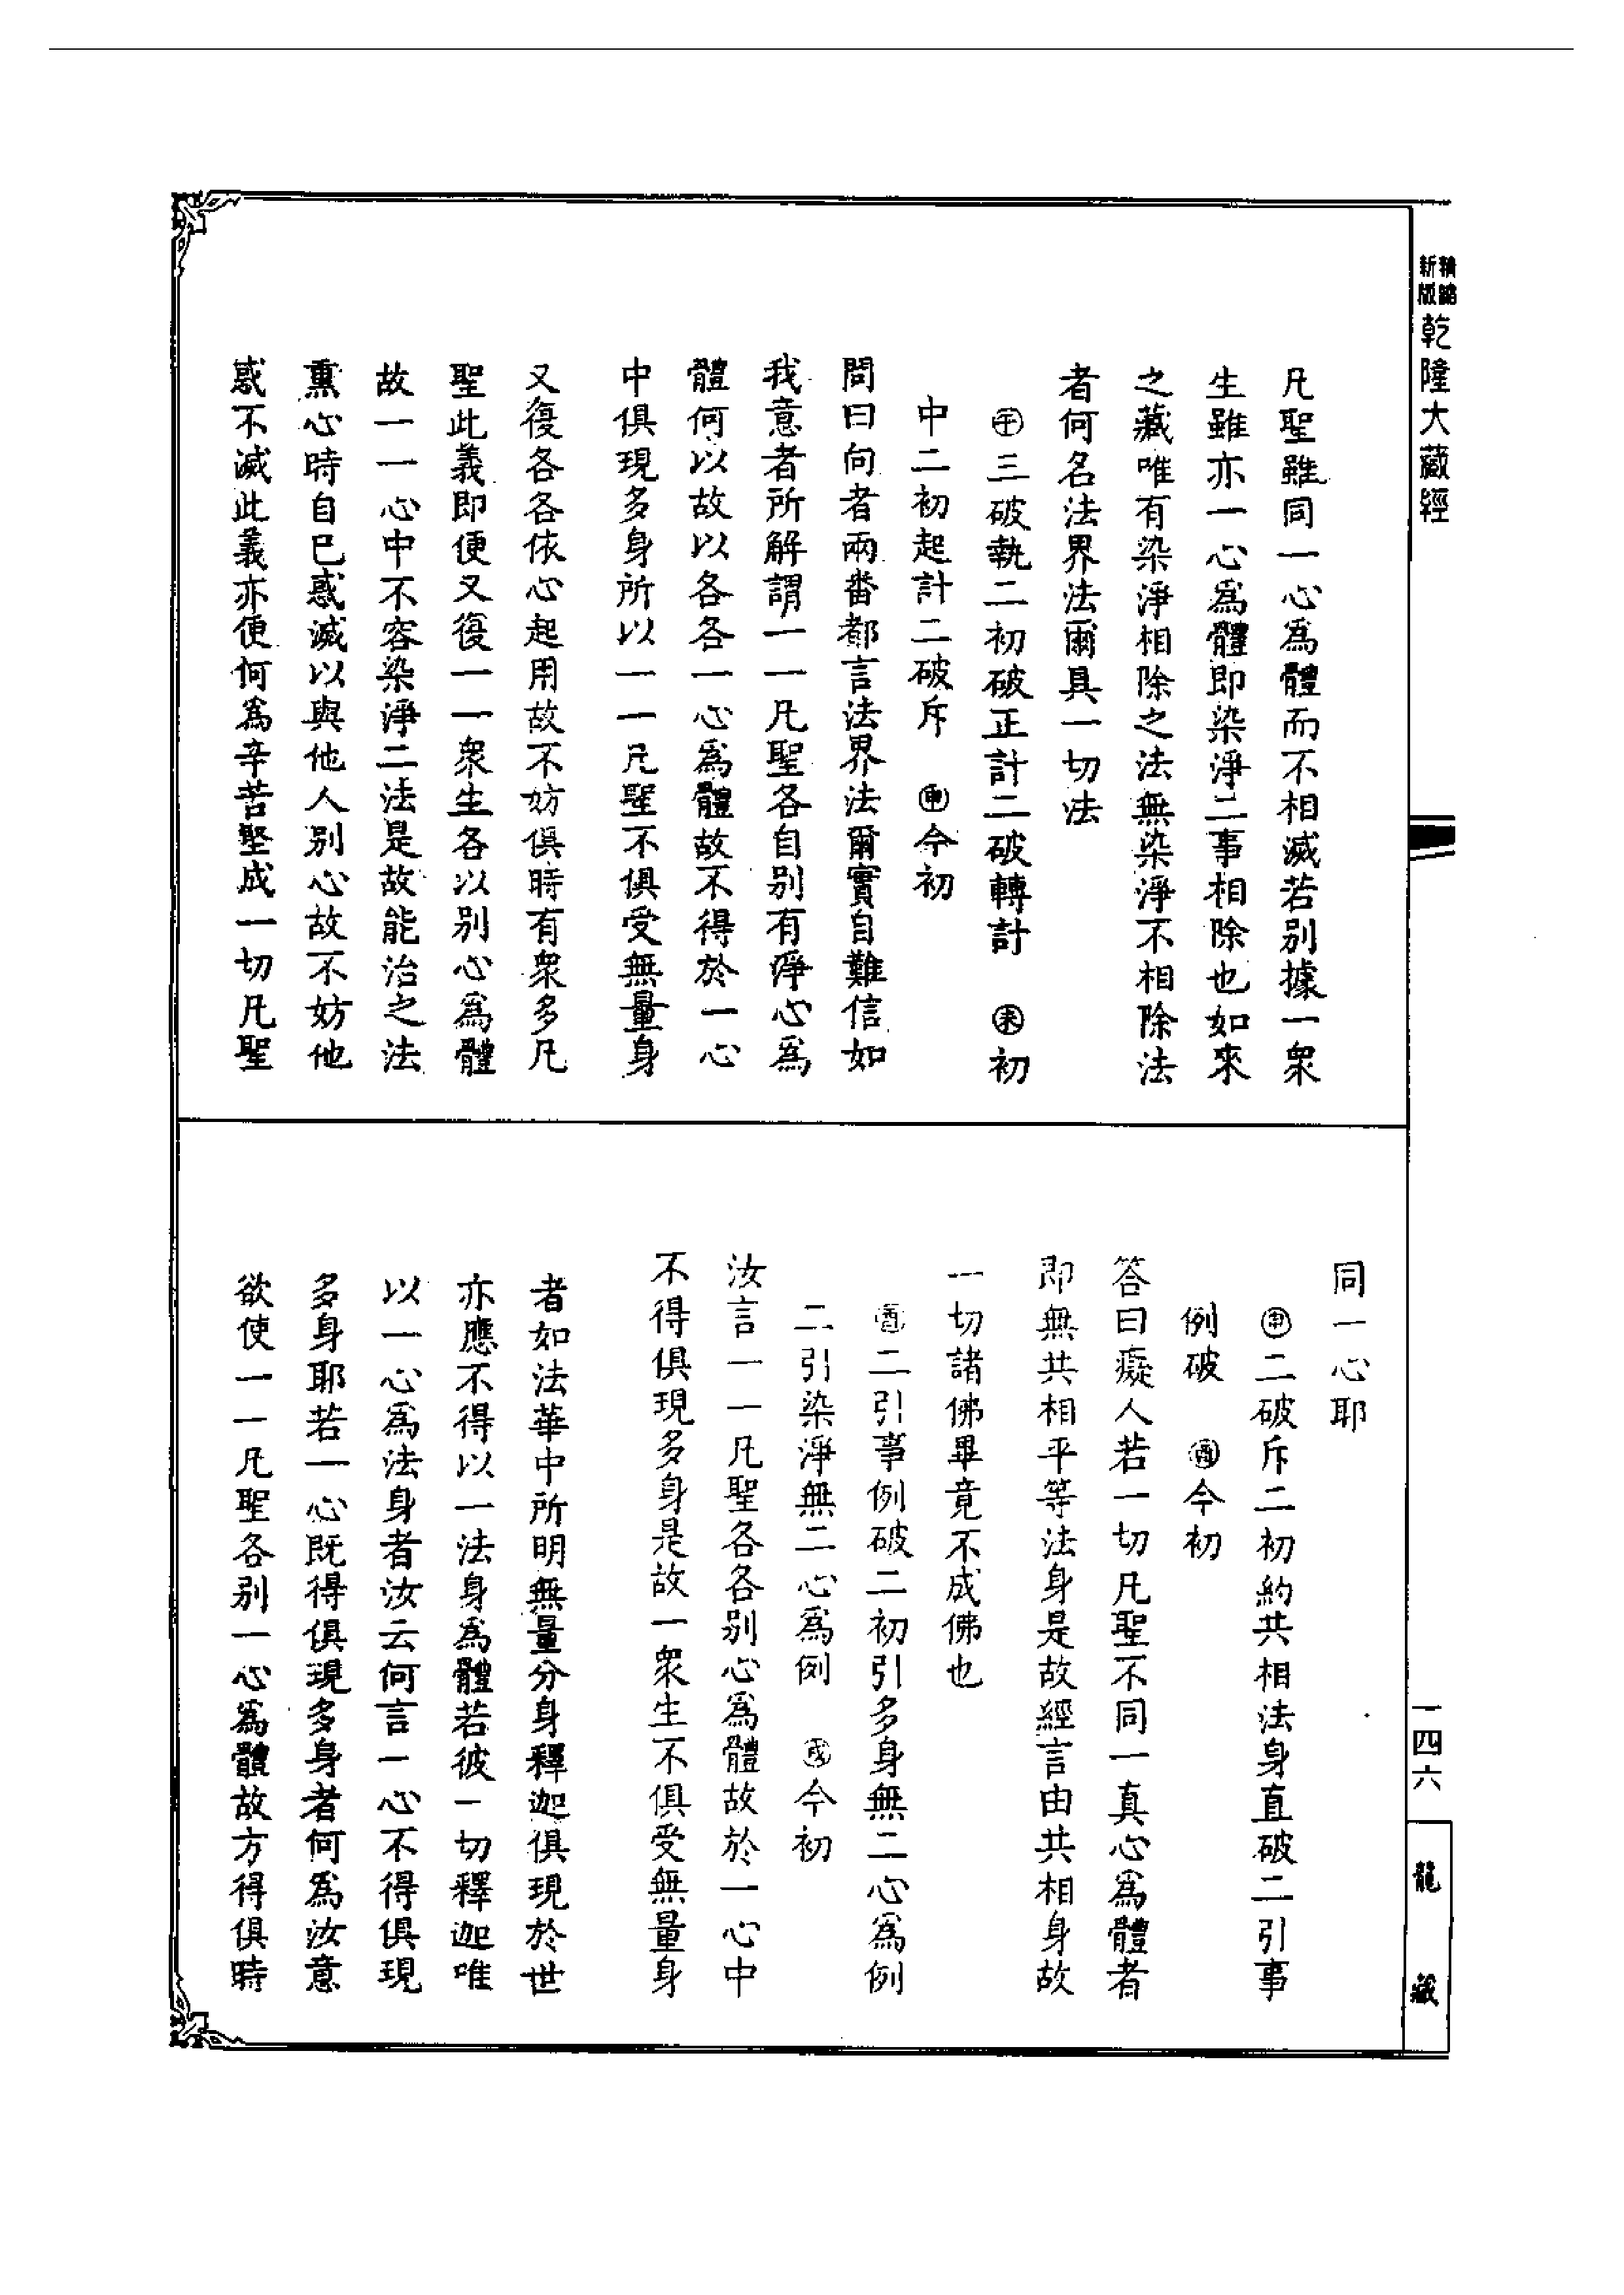 精縮
新版
乾隆大藏經
凡聖雖同一心為體而不相滅若別據一衆
生雖亦一心為體即染淨二事相除也如來
之藏唯有染淨相除之法無染淨不相除法
者何名法界法爾具一切法
㊍三破執二初破正計二破轉計　㊍初
中二初起計二破斥　㊥今初
問曰向者兩番都言法界法爾實自難信如
我意者所解謂一一凡聖各自別有淨心為
體何以故以各各一心為體故不得於一心
中俱現多身所以一一凡聖不俱受無量身
又復各各依心起用故不妨俱時有衆多凡
聖此義即便又復一一衆生各以別心為體
故一一心中不容染淨二法是故能治之法
熏心時自巳惑滅以與他人別心故不妨他
惑不滅此義亦便何為辛苦堅成一切凡聖
同一心耶
二破斥二初約共相法身直破二引事
例破　今初
答曰癡人若一切凡聖不同一真心為體者
即無共相平等法身是故經言由共相身故
一切諸佛畢竟不成佛也
二引事例破二初引多身無二心為例
二引染淨無二心為例　今初
汝言一一凡聖各各別心為體故於一心中
不得俱現多身是故一衆生不俱受無量身
者如法華中所明無量分身釋迦俱現於世
亦應不得以一法身為體若彼一切釋迦唯
以一心為法身者汝云何言一心不得俱現
多身耶若一心既得俱現多身者何為汝意
欲使一一凡聖各別一心為體故方得俱時
一四六
龍藏